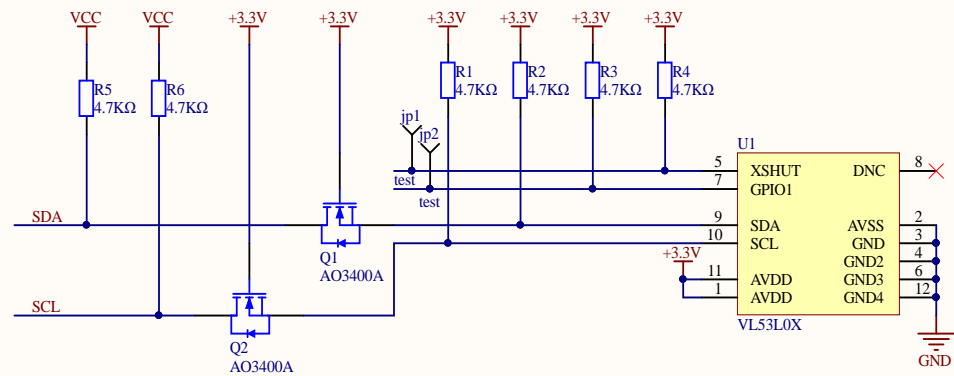 VCC VCC +3.3V +3.3V +3.3V +3.3V +3.3V +3.3V
R5 R6 R1 R2 R3 R4
4.7KΩ 4.7KΩ 4.7KΩ 4.7KΩ 4.7KΩ 4.7KΩ
jp1
jp2
U1
test 5 XSHUT DNC 8
test 7 GPIO1
SDA 9 SDA AVSS 2
10 SCL GND 3
+3.3V GND2 4
Q1 11 AVDD GND3 6
AO3400A 1 AVDD GND4 12
SCL
VL53L0X
Q2
AO3400A
GND